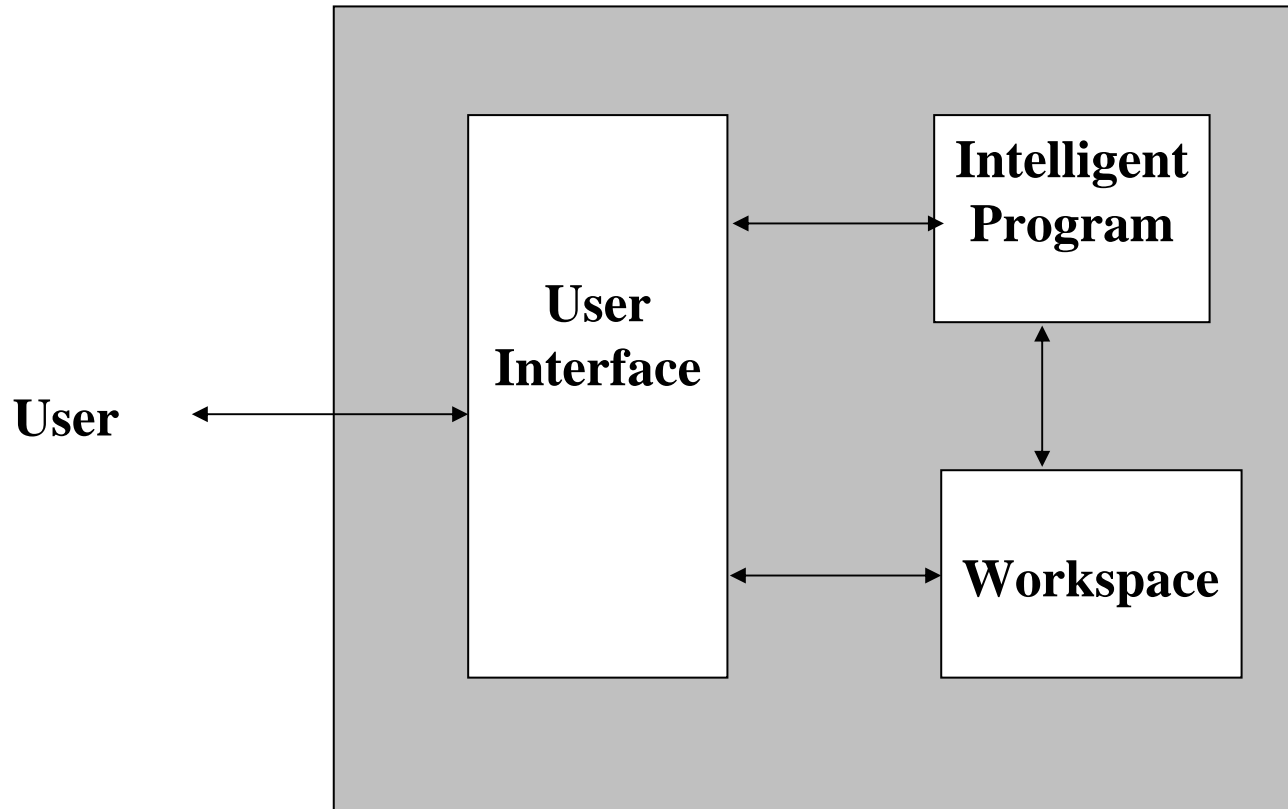 User
User
Interface
Intelligent
Program
Workspace